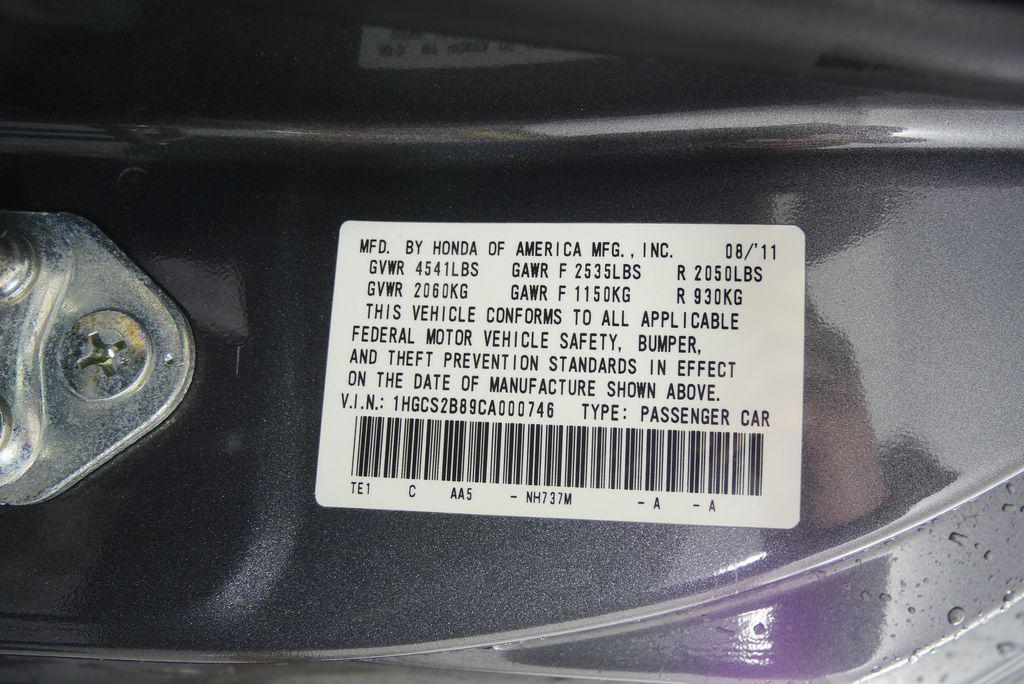 MFD. BY HONDA OF AMERICA MFG., INC. 08/'11
GVWR 4541LBS GAWR F 2535LBS R 2050LBS
GVWR 2060KG GAWR F 1150KG R 930KG
THIS VEHICLE CONFORMS TO ALL APPLICABLE
FEDERAL MOTOR VEHICLE SAFETY, BUMPER,
AND THEFT PREVENTION STANDARDS IN EFFECT
ON THE DATE OF MANUFACTURE SHOWN ABOVE.
V.I.N.: 1HGCS2B89CA000746 TYPE: PASSENGER CAR
TE1 C AA5 - NH737M - A - A